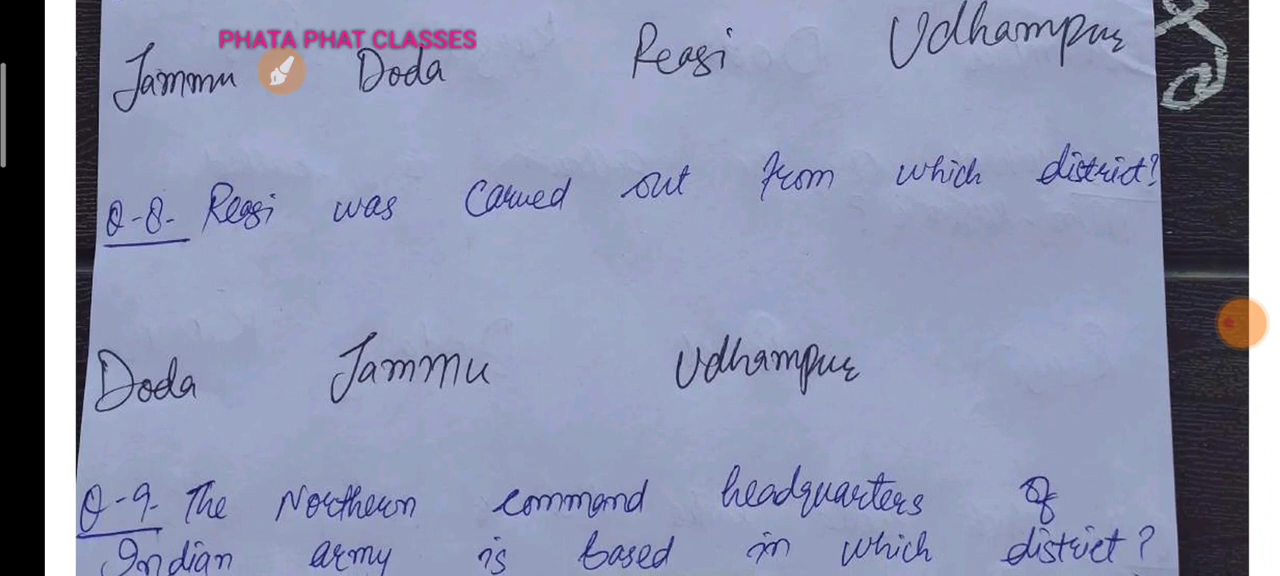 PHATA PHAT CLASSES
Jammu Doda Reasi Udhampur
Q-8- Reasi was Carved out from which district?
Doda Jammu Udhampur
Q-9- The Northern command headquarters of
Indian army is based in which district?